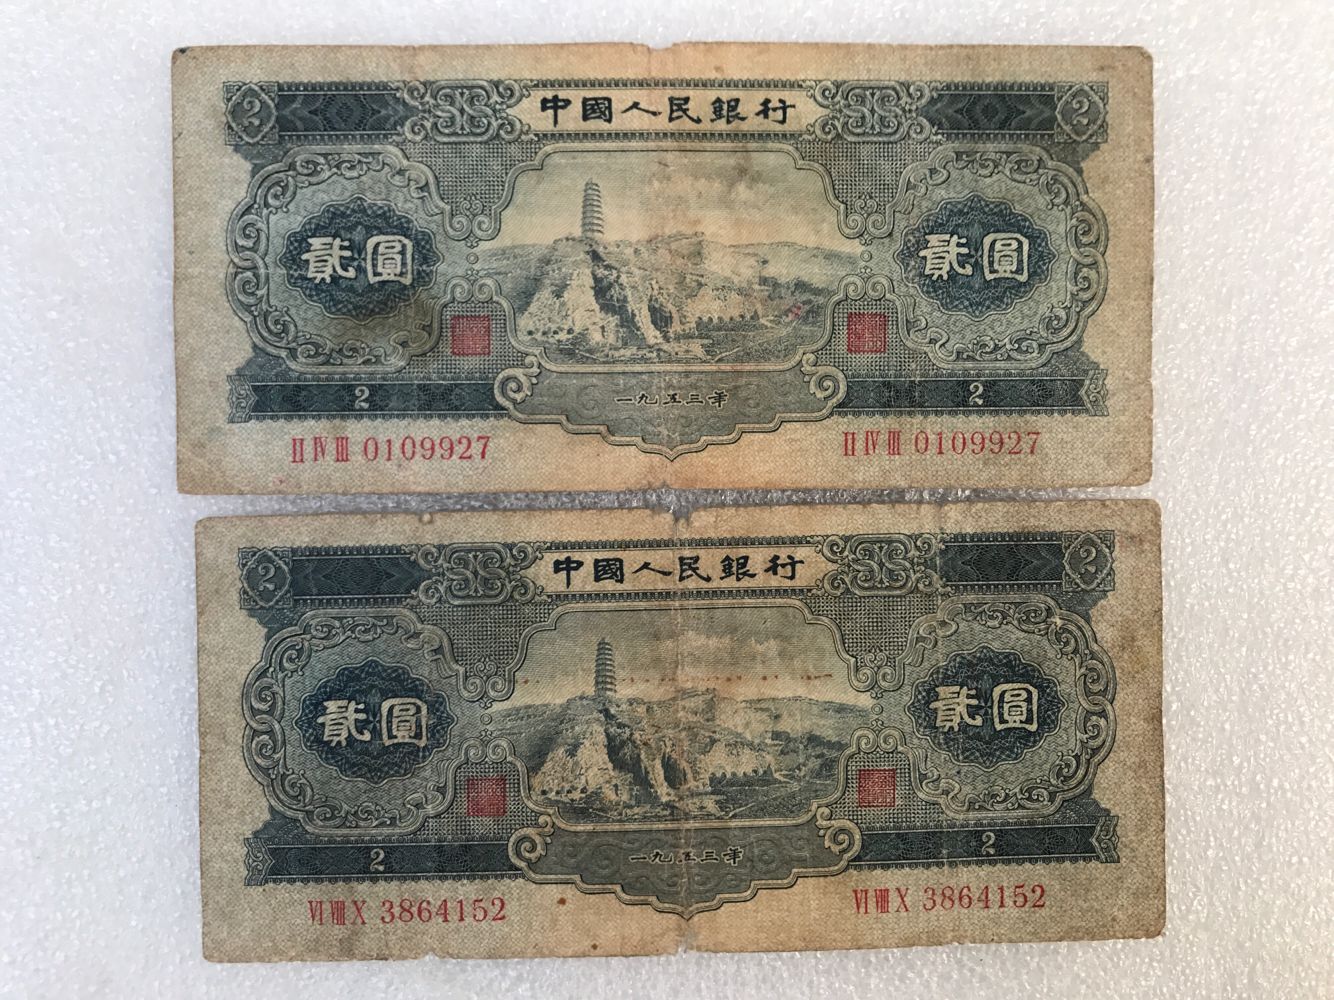 2 中國人民銀行 2
貳圓 貳圓
2 一九五三年 2
II IV III 0109927 II IV III 0109927
2 中國人民銀行 2
貳圓 貳圓
2 一九五三年 2
VI VIII X 3864152 VI VIII X 3864152